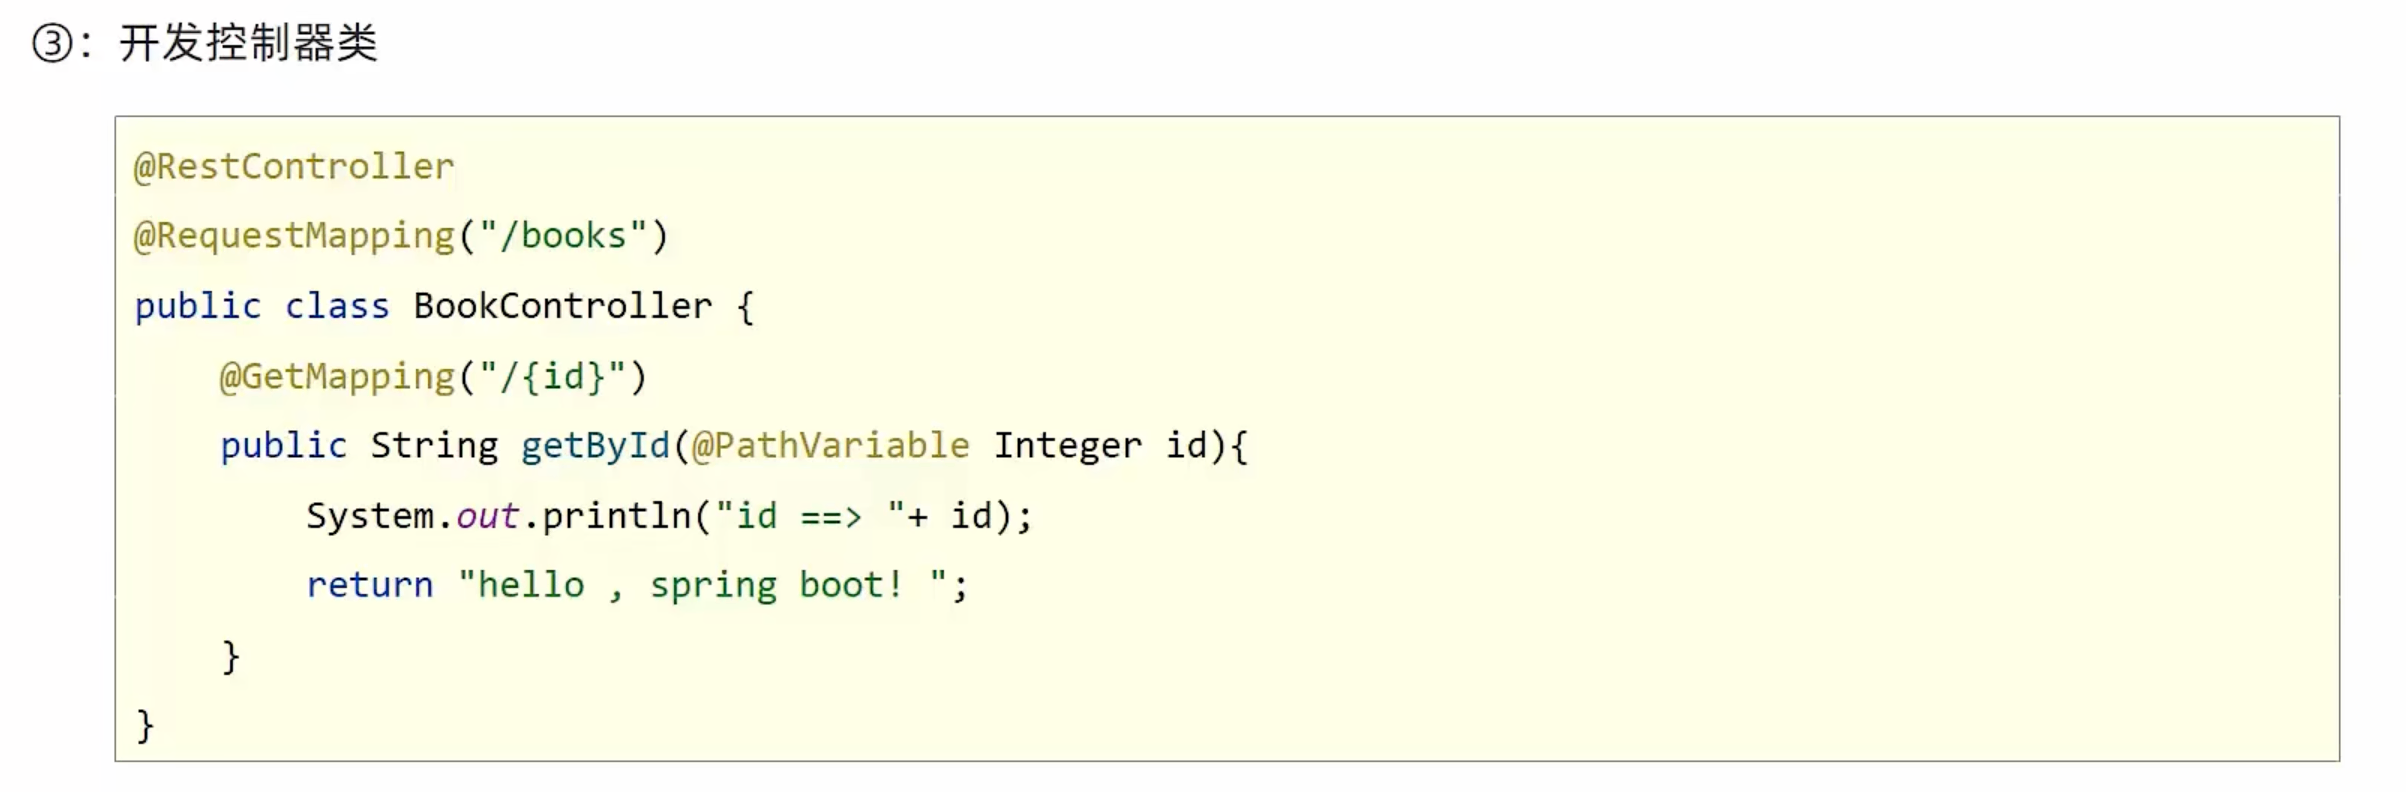 ③：开发控制器类
@RestController
@RequestMapping("/books")
public class BookController {
    @GetMapping("/{id}")
    public String getById(@PathVariable Integer id){
        System.out.println("id ==> "+ id);
        return "hello , spring boot! ";
    }
}